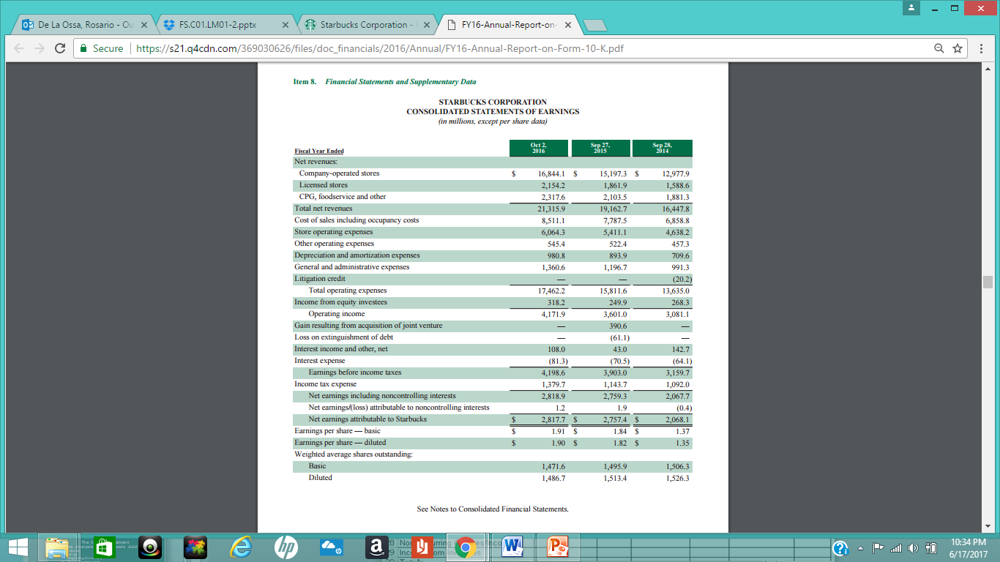 De La Ossa, Rosario - Ou
FS.C01.LM01-2.pptx
Starbucks Corporation -
FY16-Annual-Report-on-
Secure https://s21.q4cdn.com/369030626/files/doc_financials/2016/Annual/FY16-Annual-Report-on-Form-10-K.pdf
Item 8. Financial Statements and Supplementary Data
STARBUCKS CORPORATION
CONSOLIDATED STATEMENTS OF EARNINGS
(in millions, except per share data)
Fiscal Year Ended Oct 2, 2016 Sep 27, 2015 Sep 28, 2014
Net revenues:
Company-operated stores $ 16,844.1 $ 15,197.3 $ 12,977.9
Licensed stores 2,154.2 1,861.9 1,588.6
CPG, foodservice and other 2,317.6 2,103.5 1,881.3
Total net revenues 21,315.9 19,162.7 16,447.8
Cost of sales including occupancy costs 8,511.1 7,787.5 6,858.8
Store operating expenses 6,064.3 5,411.1 4,638.2
Other operating expenses 545.4 522.4 457.3
Depreciation and amortization expenses 980.8 893.9 709.6
General and administrative expenses 1,360.6 1,196.7 991.3
Litigation credit — — (20.2)
Total operating expenses 17,462.2 15,811.6 13,635.0
Income from equity investees 318.2 249.9 268.3
Operating income 4,171.9 3,601.0 3,081.1
Gain resulting from acquisition of joint venture — 390.6 —
Loss on extinguishment of debt — (61.1) —
Interest income and other, net 108.0 43.0 142.7
Interest expense (81.3) (70.5) (64.1)
Earnings before income taxes 4,198.6 3,903.0 3,159.7
Income tax expense 1,379.7 1,143.7 1,092.0
Net earnings including noncontrolling interests 2,818.9 2,759.3 2,067.7
Net earnings/(loss) attributable to noncontrolling interests 1.2 1.9 (0.4)
Net earnings attributable to Starbucks $ 2,817.7 $ 2,757.4 $ 2,068.1
Earnings per share — basic $ 1.91 $ 1.84 $ 1.37
Earnings per share — diluted $ 1.90 $ 1.82 $ 1.35
Weighted average shares outstanding:
Basic 1,471.6 1,495.9 1,506.3
Diluted 1,486.7 1,513.4 1,526.3
See Notes to Consolidated Financial Statements.
10:34 PM
6/17/2017